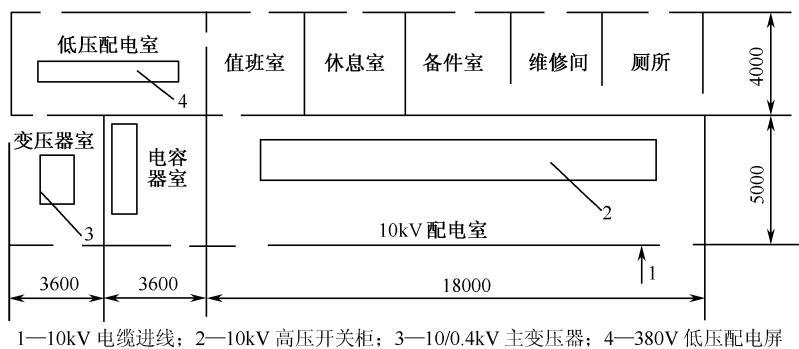 低压配电室
值班室
休息室
备件室
维修间
厕所
4000
4
变压器室
电容
器室
5000
3
2
10kV 配电室
1
3600
3600
18000
1—10kV 电缆进线；2—10kV 高压开关柜；3—10/0.4kV 主变压器；4—380V 低压配电屏